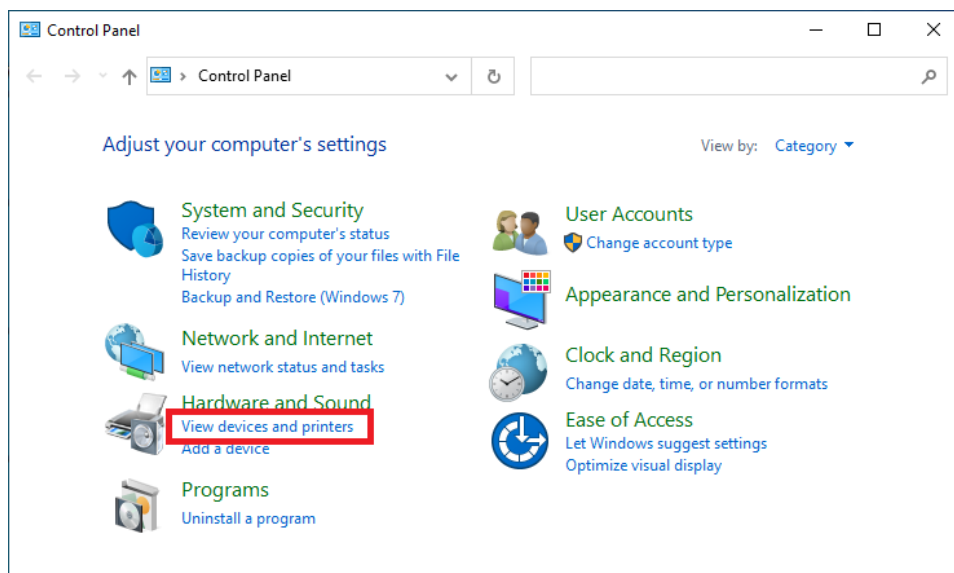 Control Panel
Control Panel
Adjust your computer's settings
View by: Category
System and Security
Review your computer's status
Save backup copies of your files with File
History
Backup and Restore (Windows 7)
Network and Internet
View network status and tasks
Hardware and Sound
View devices and printers
Add a device
Programs
Uninstall a program
User Accounts
Change account type
Appearance and Personalization
Clock and Region
Change date, time, or number formats
Ease of Access
Let Windows suggest settings
Optimize visual display